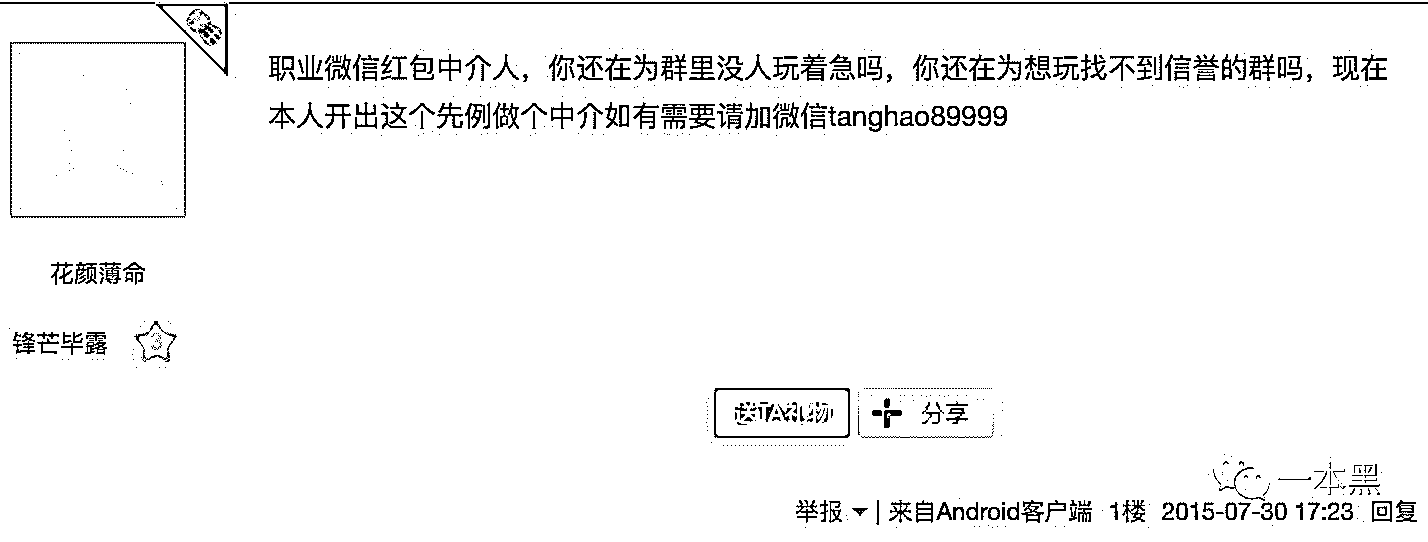 职业微信红包中介人，你还在为群里没人玩着急吗，你还在为想玩找不到信誉的群吗，现在
本人开出这个先例做个中介如有需要请加微信tanghao89999
花颜薄命
锋芒毕露 3
送TA礼物 分享
一本黑
举报 | 来自Android客户端 1楼 2015-07-30 17:23 回复